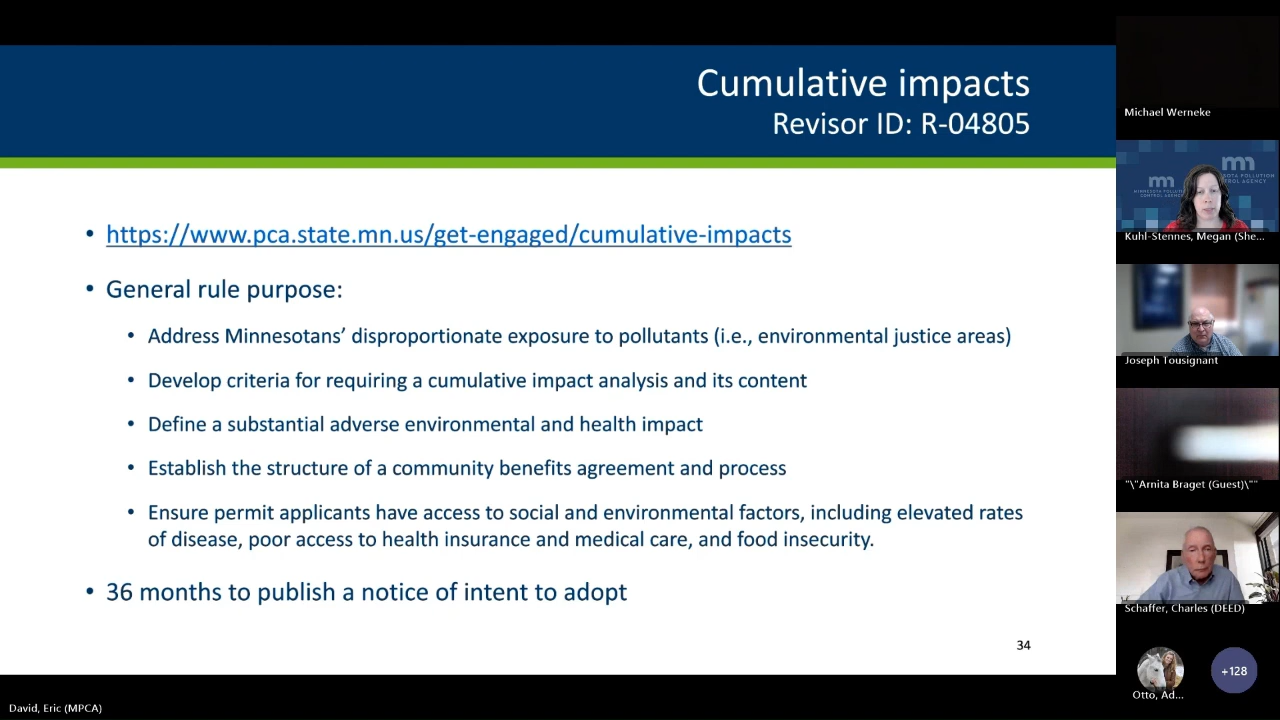 Cumulative impacts
Revisor ID: R-04805
• https://www.pca.state.mn.us/get-engaged/cumulative-impacts
• General rule purpose:
• Address Minnesotans’ disproportionate exposure to pollutants (i.e., environmental justice areas)
• Develop criteria for requiring a cumulative impact analysis and its content
• Define a substantial adverse environmental and health impact
• Establish the structure of a community benefits agreement and process
• Ensure permit applicants have access to social and environmental factors, including elevated rates
of disease, poor access to health insurance and medical care, and food insecurity.
• 36 months to publish a notice of intent to adopt
34
David, Eric (MPCA)
Michael Werneke
Kuhl-Stennes, Megan (She...
Joseph Tousignant
"\"Arnita Braget (Guest)\""
Schaffer, Charles (DEED)
Otto, Ad...
+128